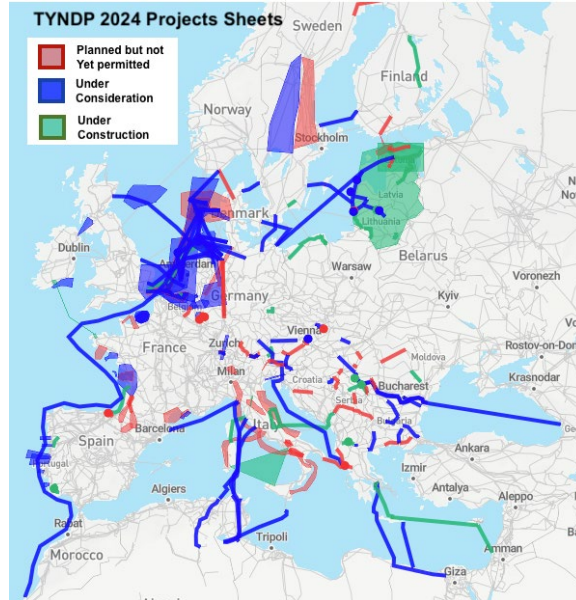 TYNDP 2024 Projects Sheets
Planned but not
Yet permitted
Under
Consideration
Under
Construction
Sweden
Finland
Norway
Stockholm
Denmark
Latvia
Lithuania
Dublin
Amsterdam
Belarus
Voronezh
Warsaw
Germany
Belgium
Kyiv
France
Zurich
Vienna
Moldova
Rostov-on-Do
Milan
Croatia
Bucharest
Krasnodar
Serbia
Italy
Bulgaria
Spain
Barcelona
Portugal
Ankara
Izmir
Algiers
Antalya
Aleppo
Rabat
Tripoli
Amman
Morocco
Giza